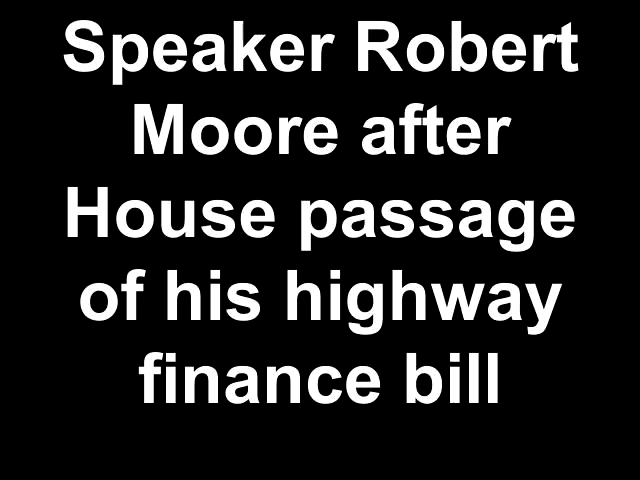 Speaker Robert
Moore after
House passage
of his highway
finance bill